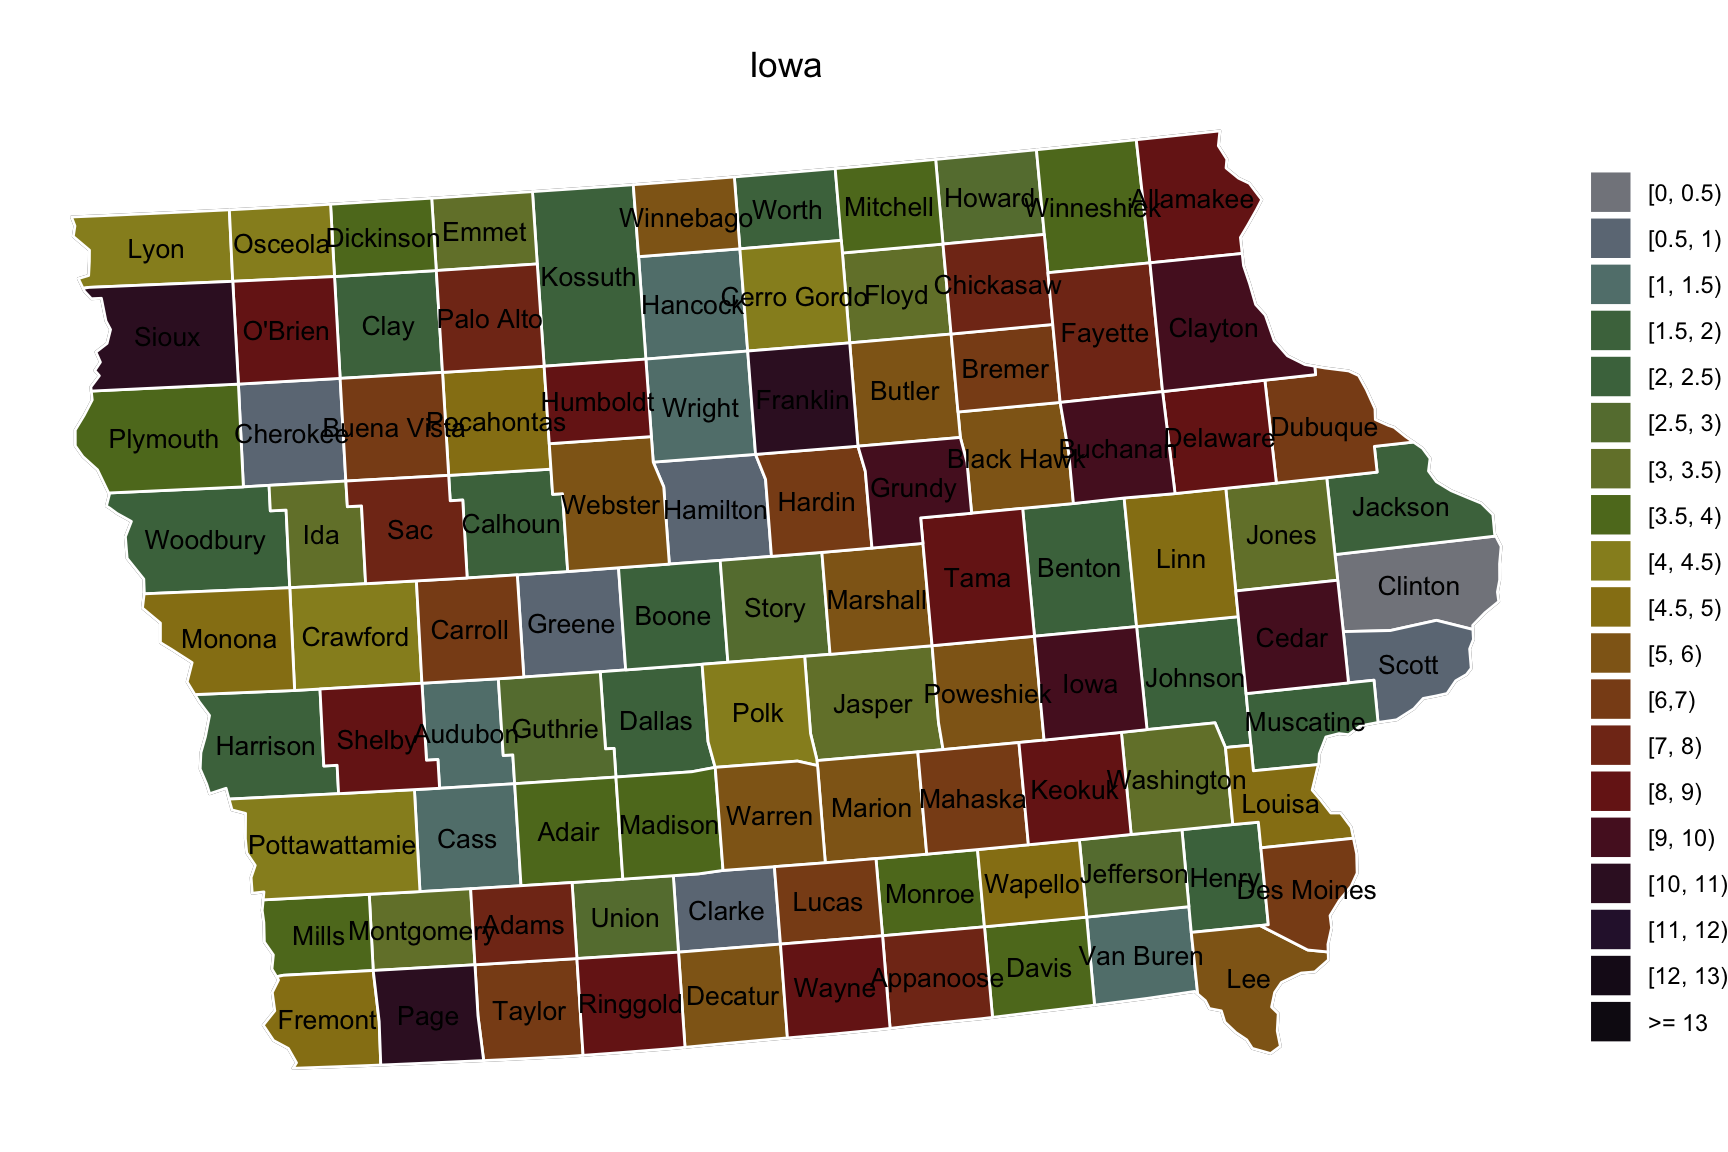 Iowa
Allamakee
Howard
Winneshiek
Mitchell
Worth
Winnebago
Emmet
Dickinson
Osceola
Lyon
Kossuth
Hancock
Cerro Gordo
Floyd
Chickasaw
Fayette
Clayton
Palo Alto
Clay
O'Brien
Sioux
Bremer
Butler
Franklin
Wright
Humboldt
Pocahontas
Buena Vista
Cherokee
Plymouth
Dubuque
Delaware
Buchanan
Black Hawk
Grundy
Hardin
Hamilton
Webster
Calhoun
Sac
Ida
Woodbury
Jackson
Jones
Linn
Benton
Tama
Marshall
Story
Boone
Greene
Carroll
Crawford
Monona
Clinton
Cedar
Scott
Johnson
Iowa
Poweshiek
Jasper
Polk
Dallas
Guthrie
Audubon
Shelby
Harrison
Muscatine
Louisa
Washington
Keokuk
Mahaska
Marion
Warren
Madison
Adair
Cass
Pottawattamie
Des Moines
Henry
Jefferson
Wapello
Monroe
Lucas
Clarke
Union
Adams
Montgomery
Mills
Lee
Van Buren
Davis
Appanoose
Wayne
Decatur
Ringgold
Taylor
Page
Fremont
[0, 0.5)
[0.5, 1)
[1, 1.5)
[1.5, 2)
[2, 2.5)
[2.5, 3)
[3, 3.5)
[3.5, 4)
[4, 4.5)
[4.5, 5)
[5, 6)
[6,7)
[7, 8)
[8, 9)
[9, 10)
[10, 11)
[11, 12)
[12, 13)
>= 13